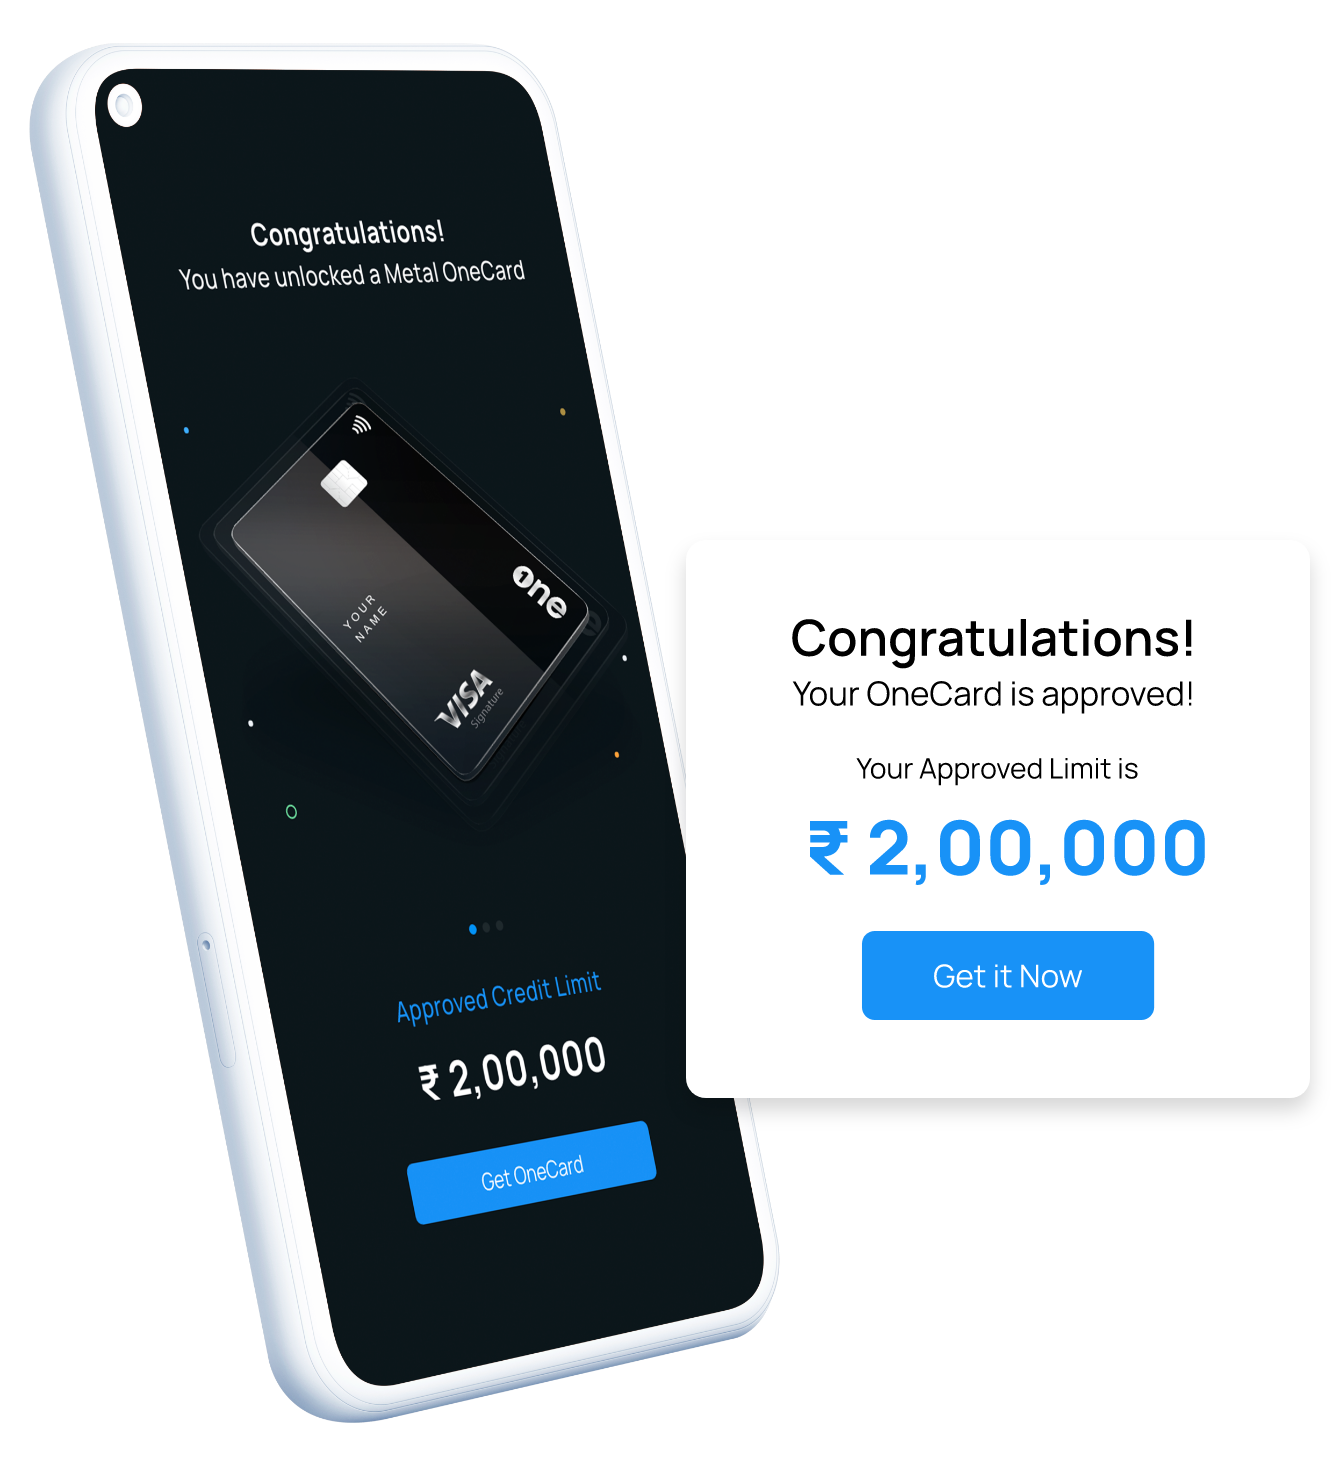 Congratulations!
You have unlocked a Metal OneCard
one
YOUR
NAME
VISA
Signature
Approved Credit Limit
₹ 2,00,000
Get OneCard
Congratulations!
Your OneCard is approved!
Your Approved Limit is
₹ 2,00,000
Get it Now